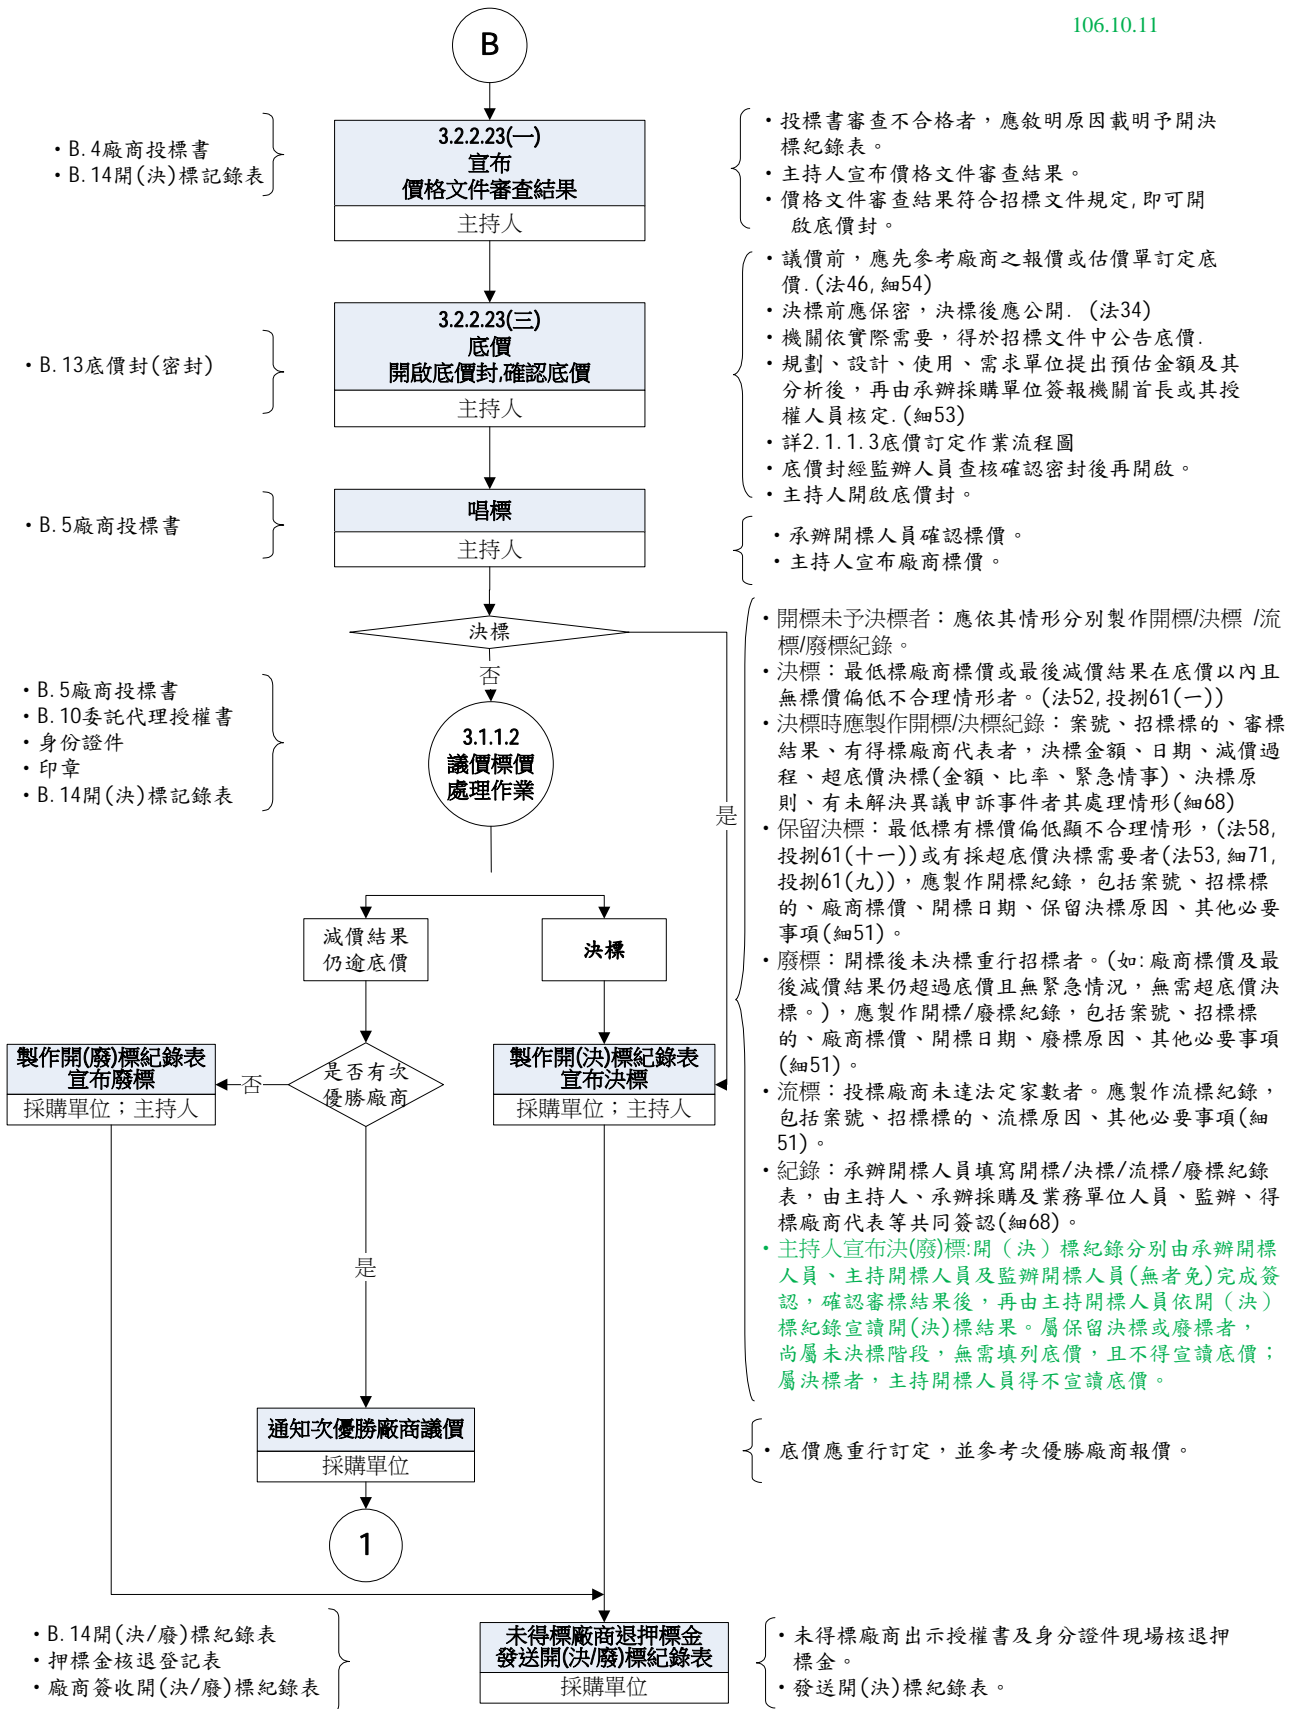 106.10.11
B
・B.4廠商投標書
・B.14開(決)標記錄表
3.2.2.23(一)
宣布
價格文件審查結果
主持人
・投標書審查不合格者，應敘明原因載明予開決
標紀錄表。
・主持人宣布價格文件審查結果。
・價格文件審查結果符合招標文件規定,即可開
啟底價封。
・B.13底價封(密封)
3.2.2.23(三)
底價
開啟底價封,確認底價
主持人
・議價前，應先參考廠商之報價或估價單訂定底
價.(法46,細54)
・決標前應保密，決標後應公開. (法34)
・機關依實際需要，得於招標文件中公告底價.
・規劃、設計、使用、需求單位提出預估金額及其
分析後，再由承辦採購單位簽報機關首長或其授
權人員核定.(細53)
・詳2.1.1.3底價訂定作業流程圖
・底價封經監辦人員查核確認密封後再開啟。
・主持人開啟底價封。
・B.5廠商投標書
唱標
主持人
・承辦開標人員確認標價。
・主持人宣布廠商標價。
決標
否
是
・B.5廠商投標書
・B.10委託代理授權書
・身份證件
・印章
・B.14開(決)標記錄表
3.1.1.2
議價標價
處理作業
減價結果
仍逾底價
決標
製作開(廢)標紀錄表
宣布廢標
採購單位；主持人
否
是否有次
優勝廠商
製作開(決)標紀錄表
宣布決標
採購單位；主持人
是
・開標未予決標者：應依其情形分別製作開標/決標 /流
標/廢標紀錄。
・決標：最低標廠商標價或最後減價結果在底價以內且
無標價偏低不合理情形者。(法52,投捌61(一))
・決標時應製作開標/決標紀錄：案號、招標標的、審標
結果、有得標廠商代表者，決標金額、日期、減價過
程、超底價決標(金額、比率、緊急情事)、決標原
則、有未解決異議申訴事件者其處理情形(細68)
・保留決標：最低標有標價偏低顯不合理情形，(法58,
投捌61(十一))或有採超底價決標需要者(法53,細71,
投捌61(九))，應製作開標紀錄，包括案號、招標標
的、廠商標價、開標日期、保留決標原因、其他必要
事項(細51)。
・廢標：開標後未決標重行招標者。(如:廠商標價及最
後減價結果仍超過底價且無緊急情況，無需超底價決
標。)，應製作開標/廢標紀錄，包括案號、招標標
的、廠商標價、開標日期、廢標原因、其他必要事項
(細51)。
・流標：投標廠商未達法定家數者。應製作流標紀錄，
包括案號、招標標的、流標原因、其他必要事項(細
51)。
・紀錄：承辦開標人員填寫開標/決標/流標/廢標紀錄
表，由主持人、承辦採購及業務單位人員、監辦、得
標廠商代表等共同簽認(細68)。
・主持人宣布決(廢)標:開（決）標紀錄分別由承辦開標
人員、主持開標人員及監辦開標人員(無者免)完成簽
認，確認審標結果後，再由主持開標人員依開（決）
標紀錄宣讀開(決)標結果。屬保留決標或廢標者，
尚屬未決標階段，無需填列底價，且不得宣讀底價；
屬決標者，主持開標人員得不宣讀底價。
通知次優勝廠商議價
採購單位
・底價應重行訂定，並參考次優勝廠商報價。
1
・B.14開(決/廢)標紀錄表
・押標金核退登記表
・廠商簽收開(決/廢)標紀錄表
未得標廠商退押標金
發送開(決/廢)標紀錄表
採購單位
・未得標廠商出示授權書及身分證件現場核退押
標金。
・發送開(決)標紀錄表。